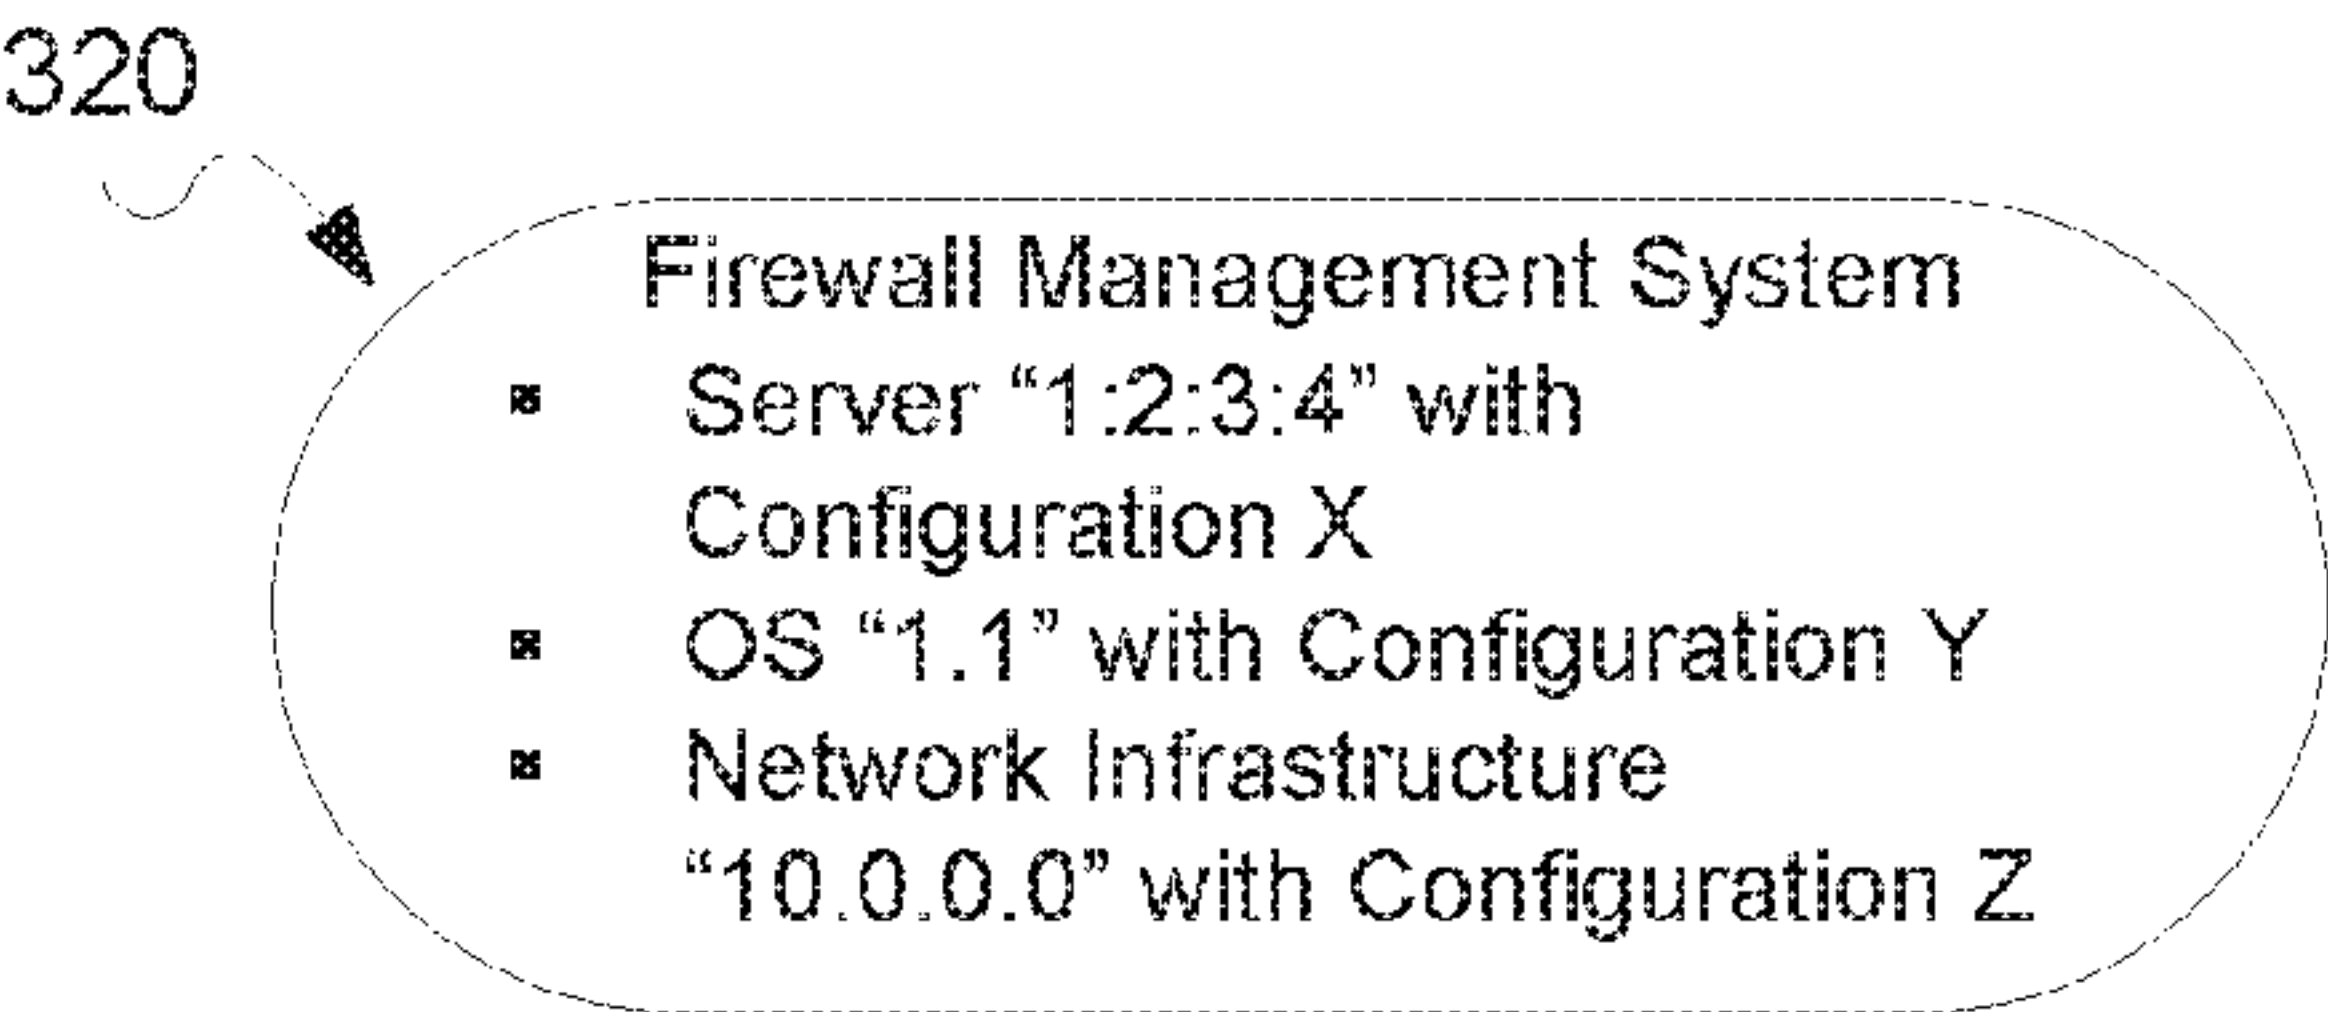 320
Firewall Management System
▪ Server “1:2:3:4” with
Configuration X
▪ OS “1.1” with Configuration Y
▪ Network Infrastructure
“10.0.0.0” with Configuration Z